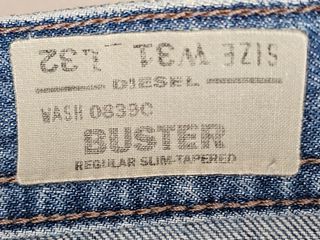 SIZE W31 L32
DIESEL
WASH 0839C
BUSTER
REGULAR SLIM-TAPERED